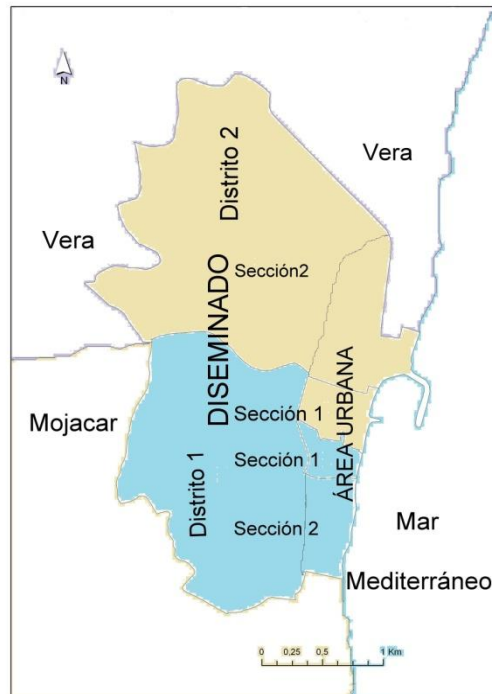 N
Distrito 2
Vera
Vera
Sección2
DISEMINADO
ÁREA URBANA
Mojacar
Sección 1
Sección 1
Distrito 1
Sección 2
Mar
Mediterráneo
0 0,25 0,5 1 Km